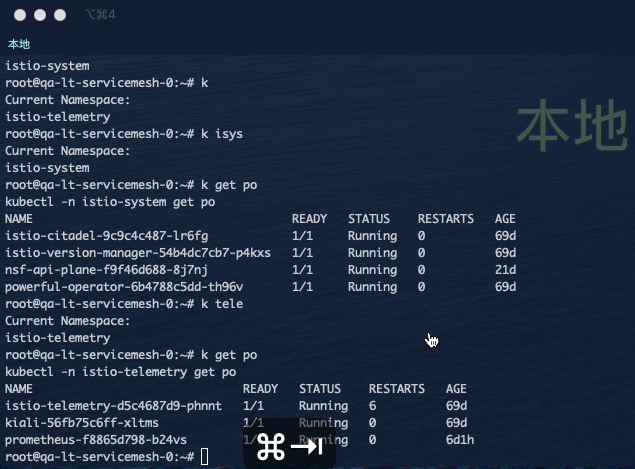 ⌥⌘4
本地
本地
istio-system
root@qa-lt-servicemesh-0:~# k
Current Namespace:
istio-telemetry
root@qa-lt-servicemesh-0:~# k isys
Current Namespace:
istio-system
root@qa-lt-servicemesh-0:~# k get po
kubectl -n istio-system get po
NAME READY STATUS RESTARTS AGE
istio-citadel-9c9c4c487-lr6fg 1/1 Running 0 69d
istio-version-manager-54b4dc7cb7-p4kxs 1/1 Running 0 69d
nsf-api-plane-f9f46d688-8j7nj 1/1 Running 0 21d
powerful-operator-6b4788c5dd-th96v 1/1 Running 0 69d
root@qa-lt-servicemesh-0:~# k tele
Current Namespace:
istio-telemetry
root@qa-lt-servicemesh-0:~# k get po
kubectl -n istio-telemetry get po
NAME READY STATUS RESTARTS AGE
istio-telemetry-d5c4687d9-phnnt 1/1 Running 6 69d
kiali-56fb75c6ff-xltms 1/1 Running 0 69d
prometheus-f8865d798-b24vs 1/1 Running 0 6d1h
root@qa-lt-servicemesh-0:~#
⌘⇥